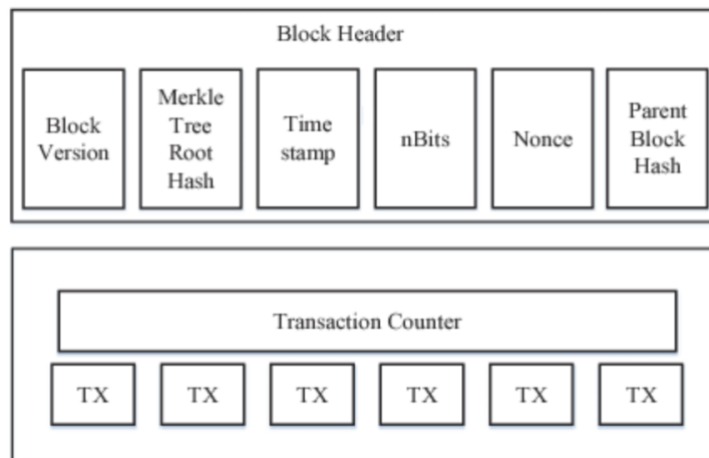 Block Header
Block
Version
Merkle
Tree
Root
Hash
Time
stamp
nBits
Nonce
Parent
Block
Hash
Transaction Counter
TX
TX
TX
TX
TX
TX